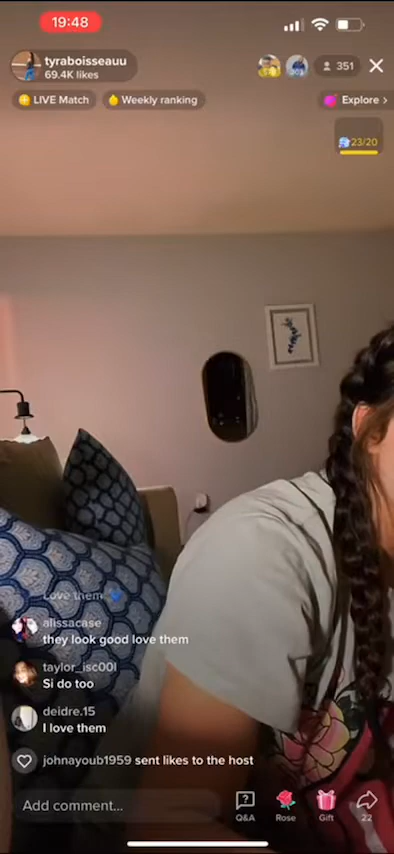 19:48
tyraboisseauu
69.4K likes
351
LIVE Match
Weekly ranking
Explore >
23/20
Love them 💙
alissacase
they look good love them
taylor_isc00l
Si do too
deidre.15
I love them
johnayoub1959 sent likes to the host
Add comment...
Q&A
Rose
Gift
22